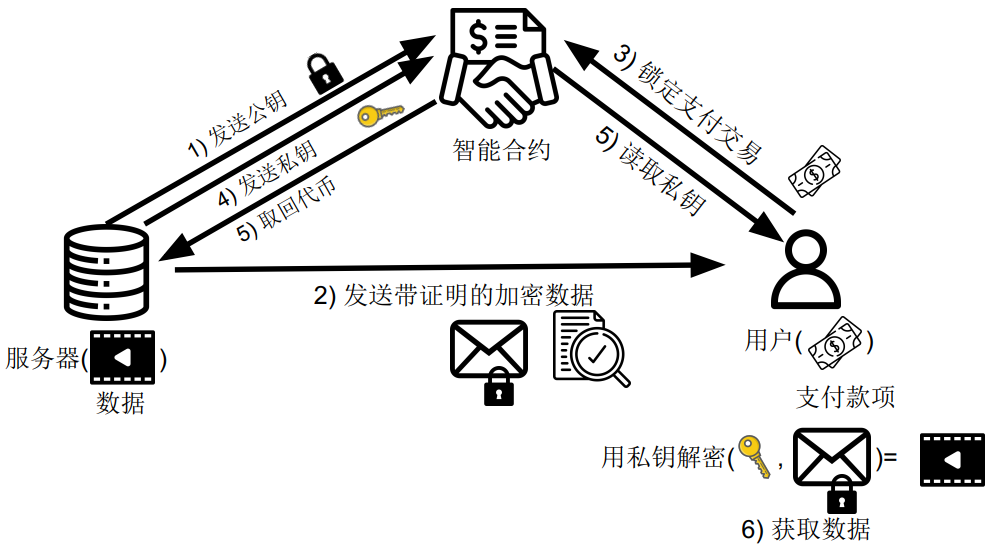 1) 发送公钥
4) 发送私钥
5) 取回代币
智能合约
3) 锁定支付交易
5) 读取私钥
2) 发送带证明的加密数据
服务器( )
数据
用户( )
支付款项
用私钥解密( , )=
6) 获取数据